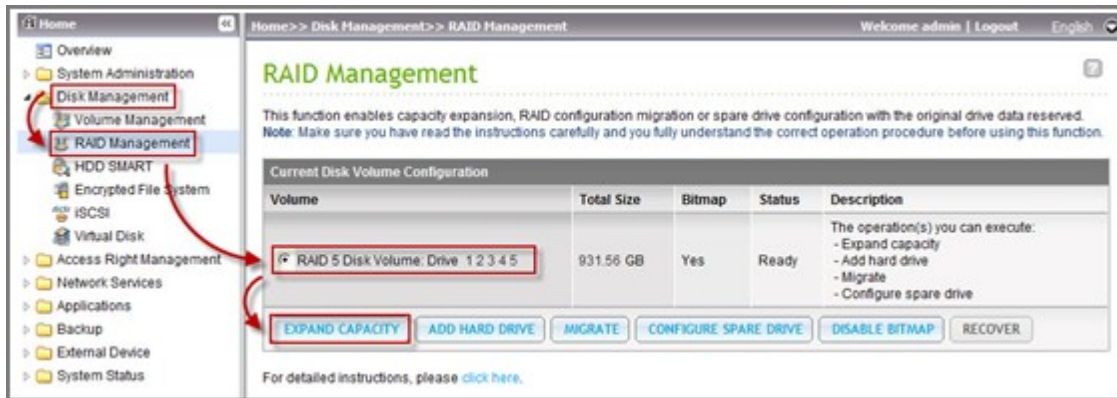 Home
Home>> Disk Management>> RAID Management
Welcome admin | Logout
English
Overview
System Administration
Disk Management
Volume Management
RAID Management
HDD SMART
Encrypted File System
iSCSI
Virtual Disk
Access Right Management
Network Services
Applications
Backup
External Device
System Status
RAID Management
?
This function enables capacity expansion, RAID configuration migration or spare drive configuration with the original drive data reserved.
Note: Make sure you have read the instructions carefully and you fully understand the correct operation procedure before using this function.
Current Disk Volume Configuration
Volume Total Size Bitmap Status Description
RAID 5 Disk Volume: Drive 1 2 3 4 5 931.56 GB Yes Ready
The operation(s) you can execute:
- Expand capacity
- Add hard drive
- Migrate
- Configure spare drive
EXPAND CAPACITY ADD HARD DRIVE MIGRATE CONFIGURE SPARE DRIVE DISABLE BITMAP RECOVER
For detailed instructions, please click here.